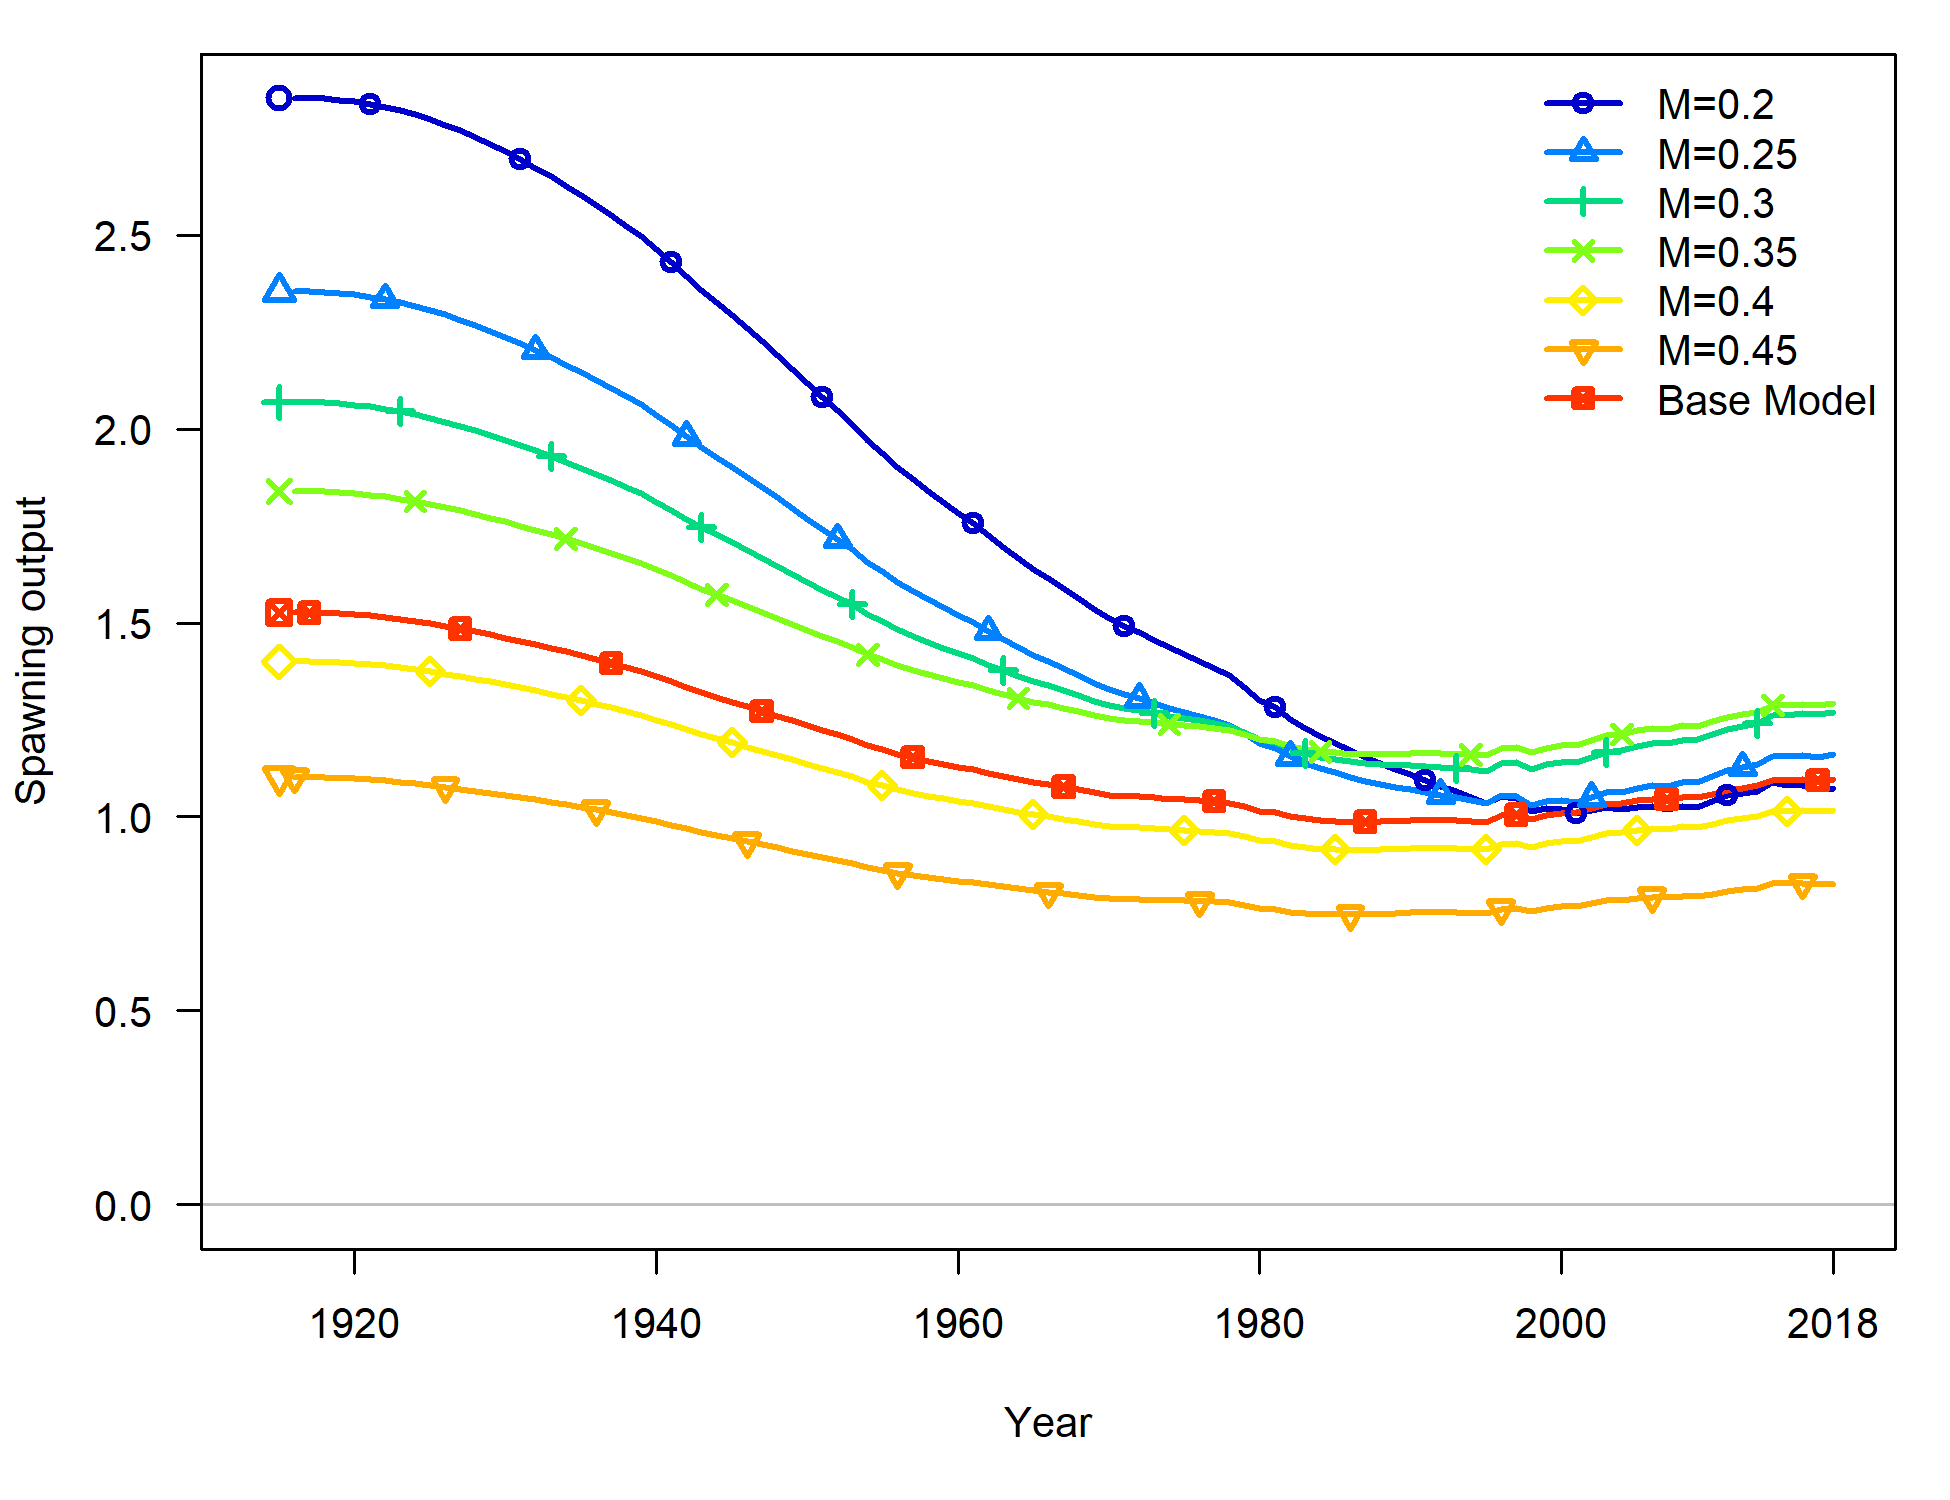 M=0.2
M=0.25
M=0.3
M=0.35
M=0.4
M=0.45
Base Model
Spawning output
2.5
2.0
1.5
1.0
0.5
0.0
1920 1940 1960 1980 2000 2018
Year